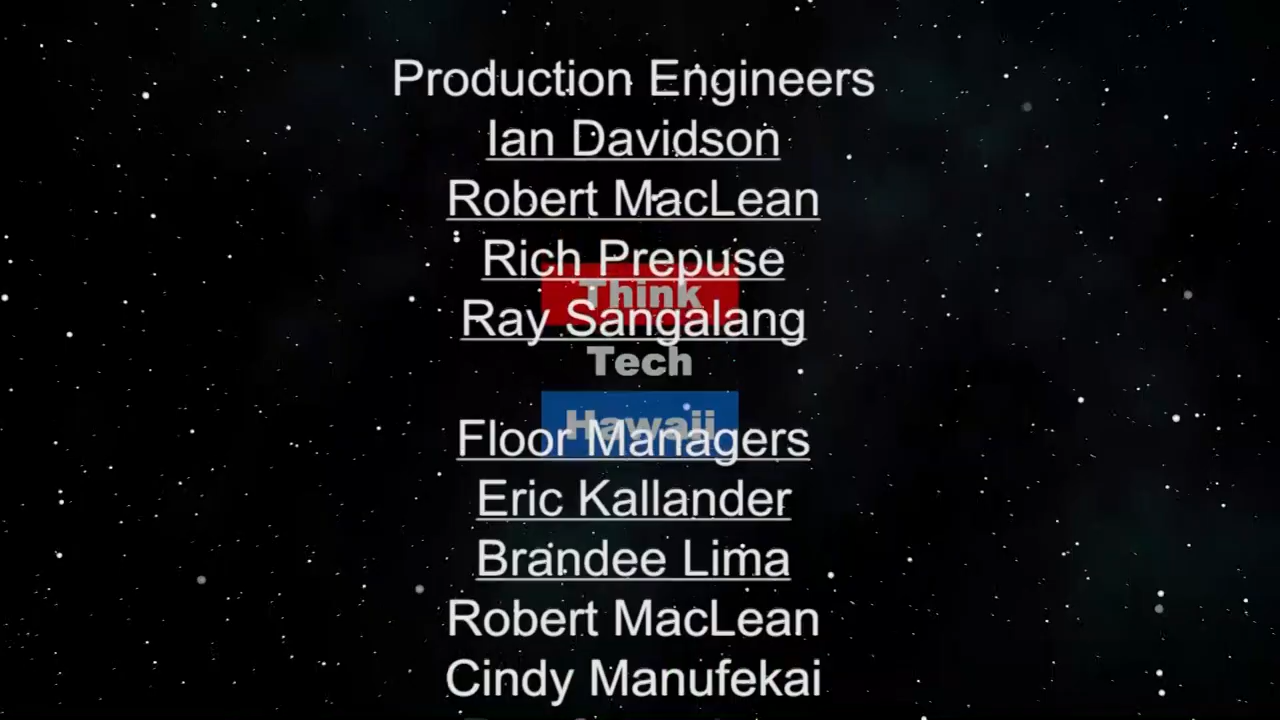 Production Engineers
Ian Davidson
Robert MacLean
Rich Prepuse
Think
Ray Sangalang
Tech
Hawaii
Floor Managers
Eric Kallander
Brandee Lima
Robert MacLean
Cindy Manufekai